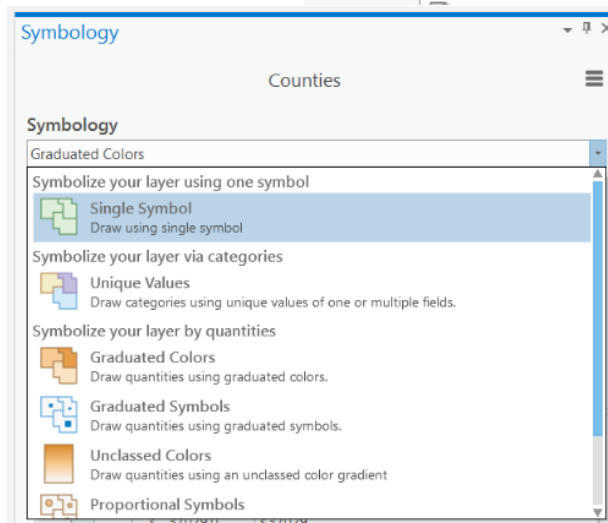 Symbology
Counties
Symbology
Graduated Colors
Symbolize your layer using one symbol
Single Symbol
Draw using single symbol
Symbolize your layer via categories
Unique Values
Draw categories using unique values of one or multiple fields.
Symbolize your layer by quantities
Graduated Colors
Draw quantities using graduated colors.
Graduated Symbols
Draw quantities using graduated symbols.
Unclassed Colors
Draw quantities using an unclassed color gradient
Proportional Symbols